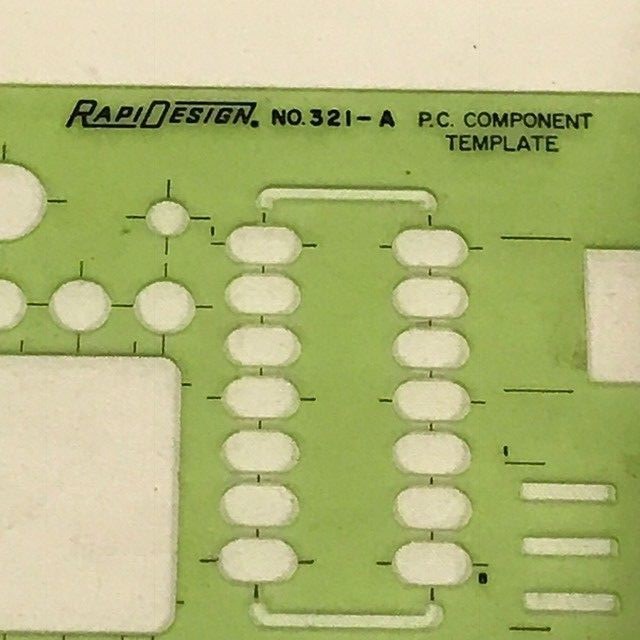 RAPIDESIGN. NO. 321-A P.C. COMPONENT
TEMPLATE